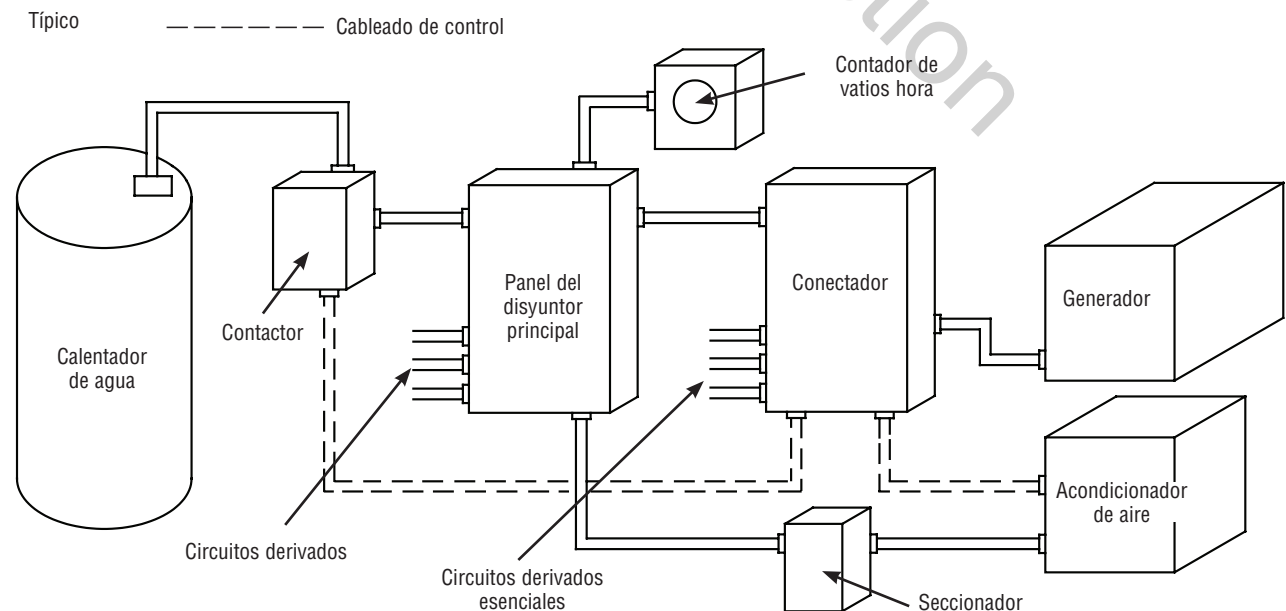 Típico
Cableado de control
Contador de
vatios hora
Panel del
disyuntor
principal
Conectador
Generador
Contactor
Calentador
de agua
Acondicionador
de aire
Circuitos derivados
Circuitos derivados
esenciales
Seccionador